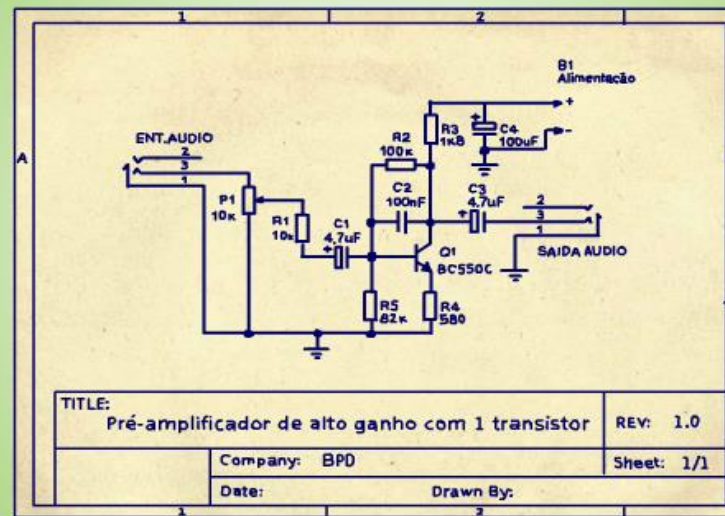 1 2
A
B1
Alimentação
+
-
ENT.AUDIO
2
3
1
P1
10K
R1
10K
C1
4,7uF
+
R2
100K
C2
100nF
R3
1K8
+
C4
100uF
C3
4,7uF
+
Q1
BC550C
R5
82K
R4
580
2
3
1
SAIDA AUDIO
TITLE:
Pré-amplificador de alto ganho com 1 transistor
REV: 1.0
Company: BPD
Sheet: 1/1
Date: Drawn By:
1 2